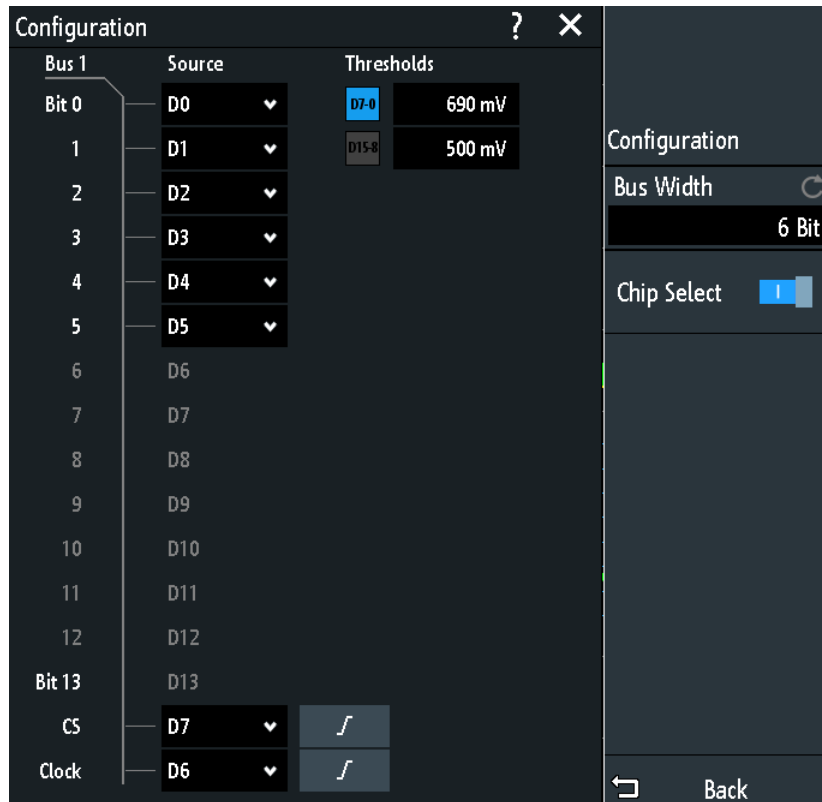 Configuration ?
Bus 1 Source Thresholds
Bit 0 D0 D7-0 690 mV
1 D1 D15-8 500 mV
2 D2
3 D3
4 D4
5 D5
6 D6
7 D7
8 D8
9 D9
10 D10
11 D11
12 D12
Bit 13 D13
CS D7
Clock D6
Configuration
Bus Width
6 Bit
Chip Select
Back